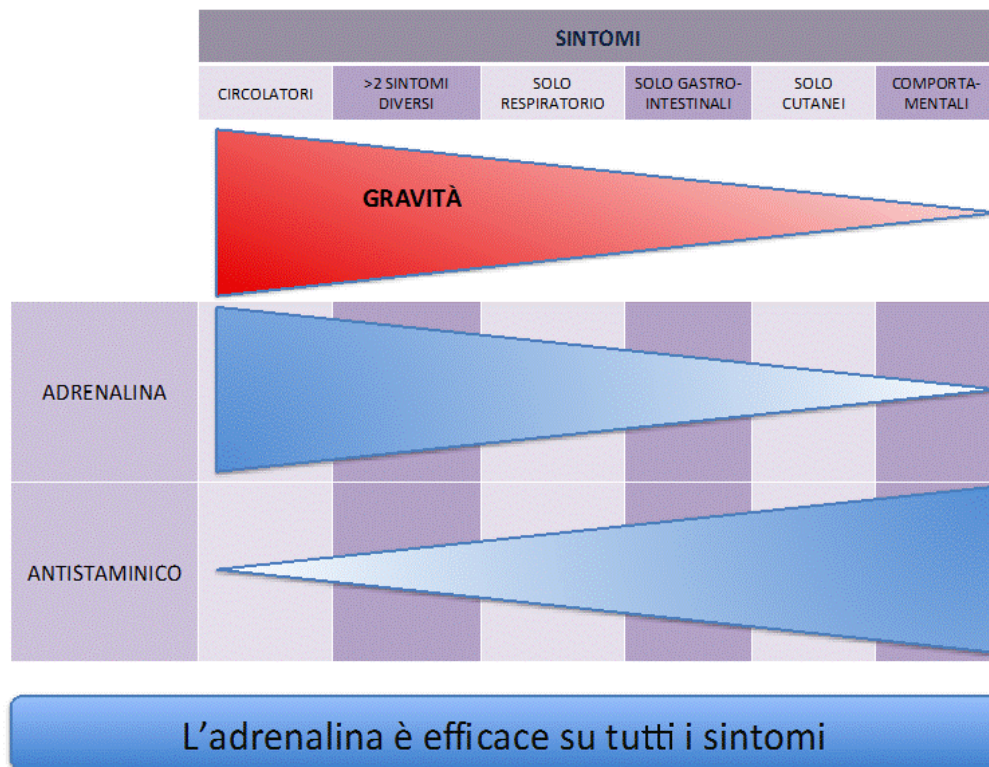 SINTOMI
CIRCOLATORI
>2 SINTOMI
DIVERSI
SOLO
RESPIRATORIO
SOLO GASTRO-
INTESTINALI
SOLO
CUTANEI
COMPORTA-
MENTALI
GRAVITÀ
ADRENALINA
ANTISTAMINICO
L’adrenalina è efficace su tutti i sintomi